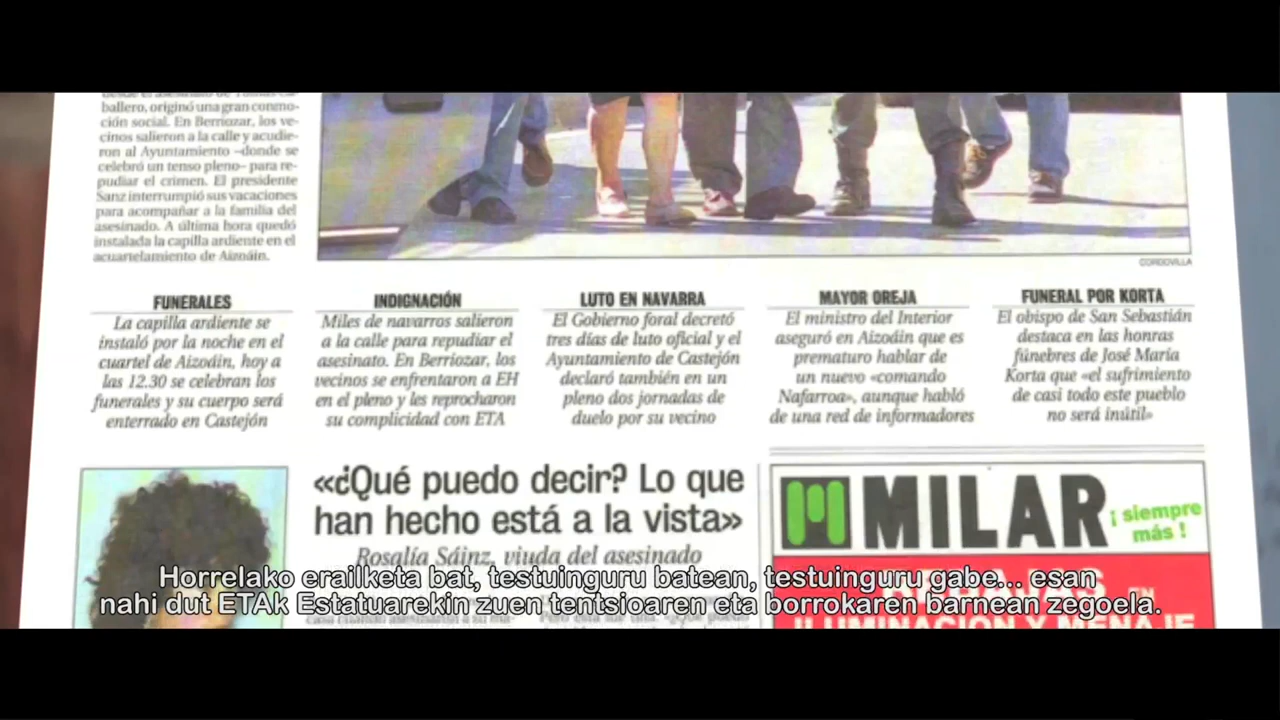 ballero, originó una gran conmo-
ción social. En Berriozar, los ve-
cinos salieron a la calle y acudie-
ron al Ayuntamiento –donde se
celebró un tenso pleno– para re-
pudiar el crimen. El presidente
Sanz interrumpió sus vacaciones
para acompañar a la familia del
asesinado. A última hora quedó
instalada la capilla ardiente en el
acuartelamiento de Aizoáin.
CORDOVILLA
FUNERALES
La capilla ardiente se
instaló por la noche en el
cuartel de Aizoáin, hoy a
las 12.30 se celebran los
funerales y su cuerpo será
enterrado en Castejón
INDIGNACIÓN
Miles de navarros salieron
a la calle para repudiar el
asesinato. En Berriozar, los
vecinos se enfrentaron a EH
en el pleno y les reprocharon
su complicidad con ETA
LUTO EN NAVARRA
El Gobierno foral decretó
tres días de luto oficial y el
Ayuntamiento de Castejón
declaró también en un
pleno dos jornadas de
duelo por su vecino
MAYOR OREJA
El ministro del Interior
aseguró en Aizoáin que es
prematuro hablar de
un nuevo «comando
Nafarroa», aunque habló
de una red de informadores
FUNERAL POR KORTA
El obispo de San Sebastián
destaca en las honras
fúnebres de José María
Korta que «el sufrimiento
de casi todo este pueblo
no será inútil»
«¿Qué puedo decir? Lo que
han hecho está a la vista»
Rosalía Sáinz, viuda del asesinado
MILAR
¡ siempre
más !
ILUMINACIÓN Y MENAJE
Horrelako erailketa bat, testuinguru batean, testuinguru gabe... esan
nahi dut ETAk Estatuarekin zuen tentsioaren eta borrokaren barnean zegoela.